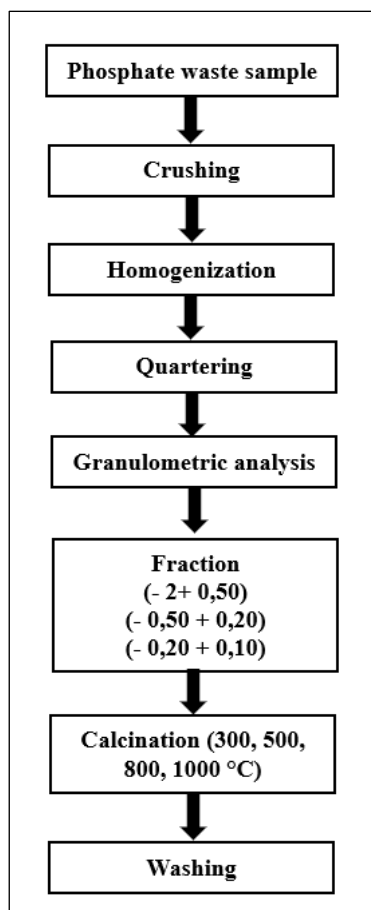 Phosphate waste sample
Crushing
Homogenization
Quartering
Granulometric analysis
Fraction
(- 2+ 0,50)
(- 0,50 + 0,20)
(- 0,20 + 0,10)
Calcination (300, 500,
800, 1000 °C)
Washing